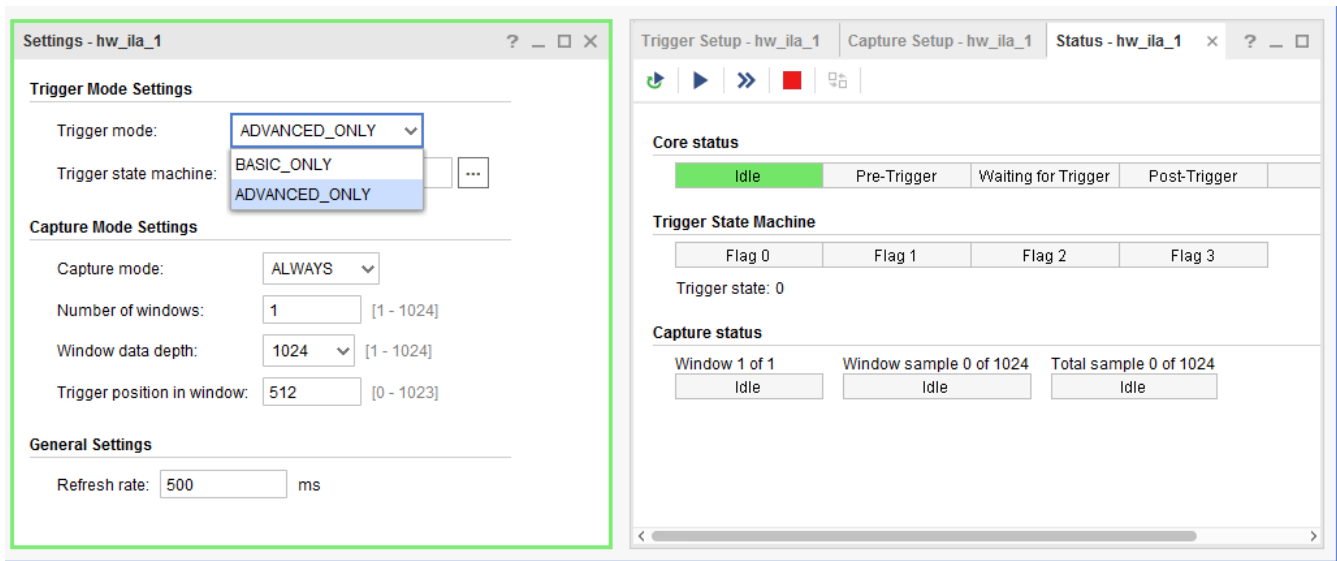 Settings - hw_ila_1
Trigger Mode Settings
Trigger mode: ADVANCED_ONLY
BASIC_ONLY
Trigger state machine: ...
ADVANCED_ONLY
Capture Mode Settings
Capture mode: ALWAYS
Number of windows: 1 [1 - 1024]
Window data depth: 1024 [1 - 1024]
Trigger position in window: 512 [0 - 1023]
General Settings
Refresh rate: 500 ms
Trigger Setup - hw_ila_1 Capture Setup - hw_ila_1 Status - hw_ila_1 × ?
Core status
Idle Pre-Trigger Waiting for Trigger Post-Trigger
Trigger State Machine
Flag 0 Flag 1 Flag 2 Flag 3
Trigger state: 0
Capture status
Window 1 of 1 Window sample 0 of 1024 Total sample 0 of 1024
Idle Idle Idle